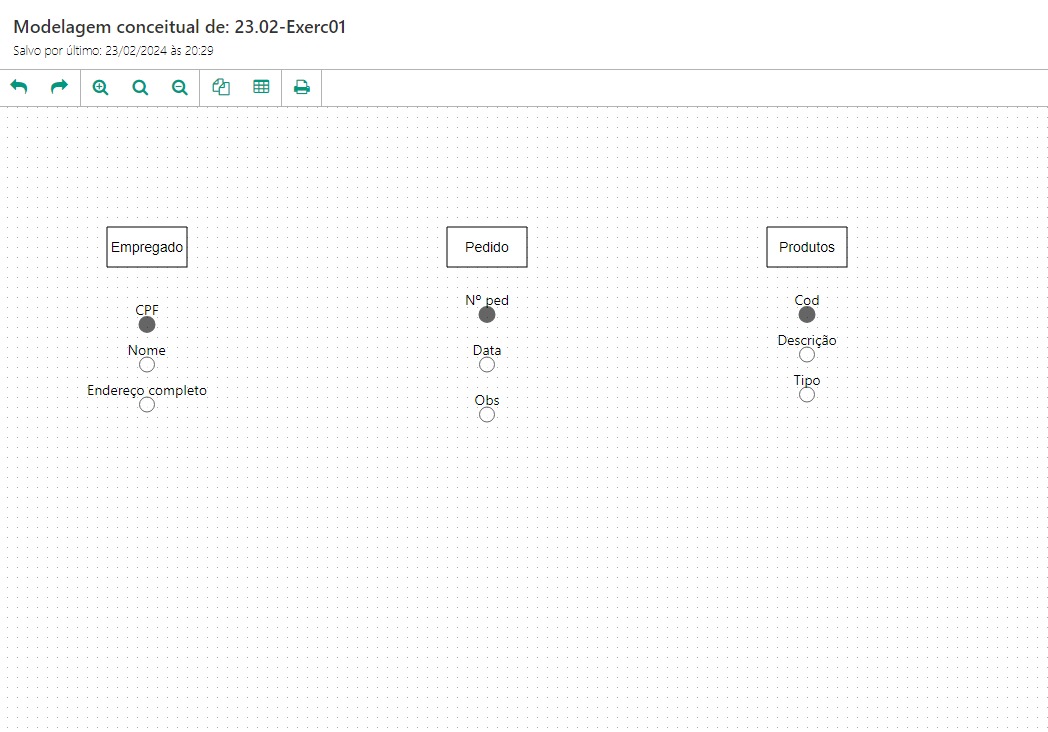 Modelagem conceitual de: 23.02-Exerc01
Salvo por último: 23/02/2024 às 20:29
Empregado
CPF
Nome
Endereço completo
Pedido
Nº ped
Data
Obs
Produtos
Cod
Descrição
Tipo